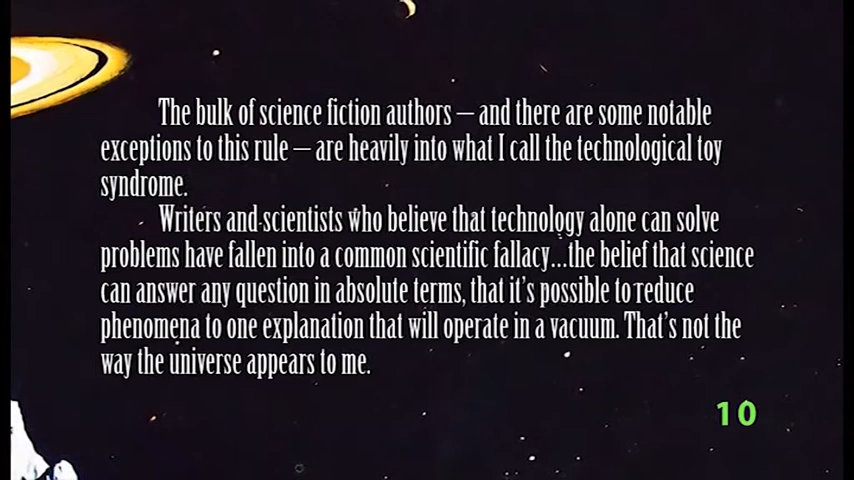 The bulk of science fiction authors – and there are some notable
exceptions to this rule – are heavily into what I call the technological toy
syndrome.
Writers and scientists who believe that technology alone can solve
problems have fallen into a common scientific fallacy...the belief that science
can answer any question in absolute terms, that it's possible to reduce
phenomena to one explanation that will operate in a vacuum. That's not the
way the universe appears to me.
10